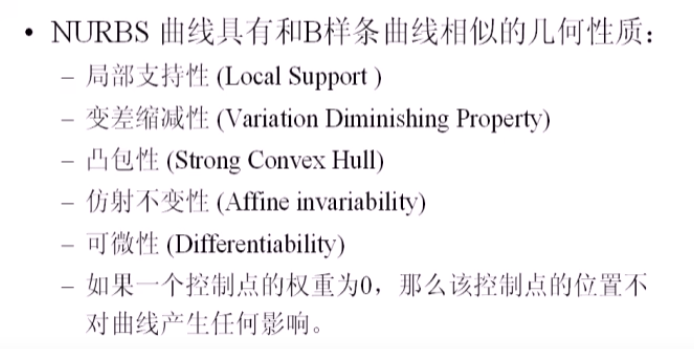 • NURBS 曲线具有和B样条曲线相似的几何性质：
– 局部支持性 (Local Support )
– 变差缩减性 (Variation Diminishing Property)
– 凸包性 (Strong Convex Hull)
– 仿射不变性 (Affine invariability)
– 可微性 (Differentiability)
– 如果一个控制点的权重为0，那么该控制点的位置不
对曲线产生任何影响。